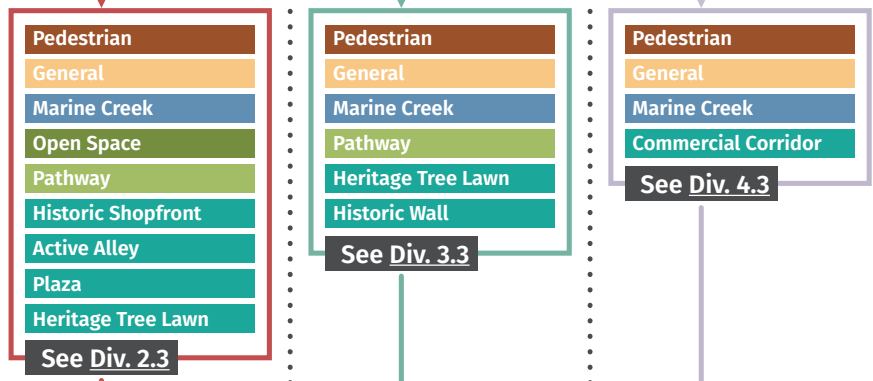 Pedestrian
General
Marine Creek
Open Space
Pathway
Historic Shopfront
Active Alley
Plaza
Heritage Tree Lawn
See Div. 2.3
Pedestrian
General
Marine Creek
Pathway
Heritage Tree Lawn
Historic Wall
See Div. 3.3
Pedestrian
General
Marine Creek
Commercial Corridor
See Div. 4.3